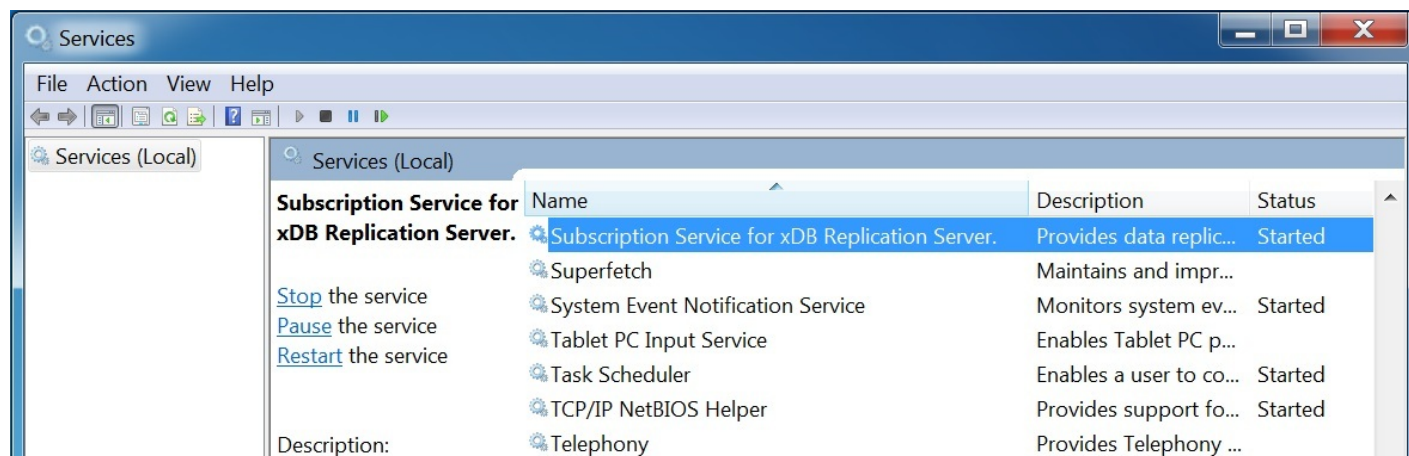 Services
File Action View Help
Services (Local)
Services (Local)
Subscription Service for
xDB Replication Server.
Stop the service
Pause the service
Restart the service
Description:
Name Description Status
Subscription Service for xDB Replication Server. Provides data replic... Started
Superfetch Maintains and impr...
System Event Notification Service Monitors system ev... Started
Tablet PC Input Service Enables Tablet PC p...
Task Scheduler Enables a user to co... Started
TCP/IP NetBIOS Helper Provides support fo... Started
Telephony Provides Telephony ...